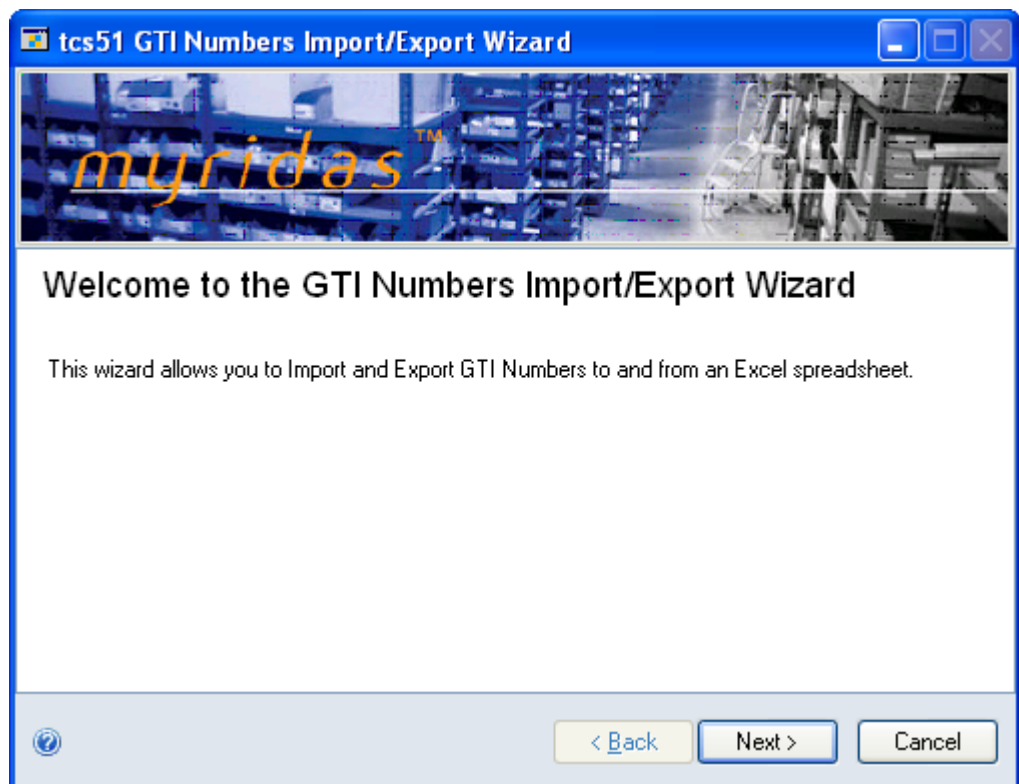 tcs51 GTI Numbers Import/Export Wizard
myridas™
Welcome to the GTI Numbers Import/Export Wizard
This wizard allows you to Import and Export GTI Numbers to and from an Excel spreadsheet.
< Back
Next >
Cancel